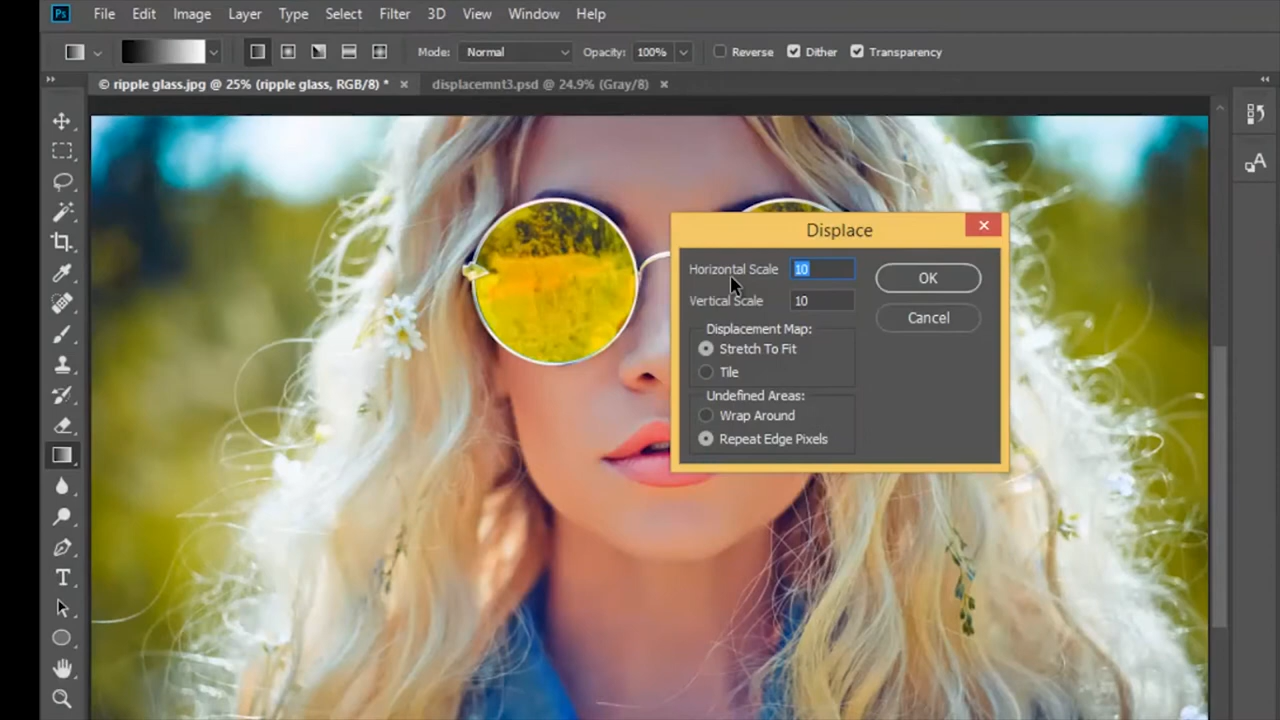 Ps File Edit Image Layer Type Select Filter 3D View Window Help
Mode: Normal Opacity: 100% Reverse Dither Transparency
© ripple glass.jpg @ 25% (ripple glass, RGB/8) * × displacemnt3.psd @ 24.9% (Gray/8) ×
Displace
Horizontal Scale 10 OK
Vertical Scale 10 Cancel
Displacement Map:
Stretch To Fit
Tile
Undefined Areas:
Wrap Around
Repeat Edge Pixels